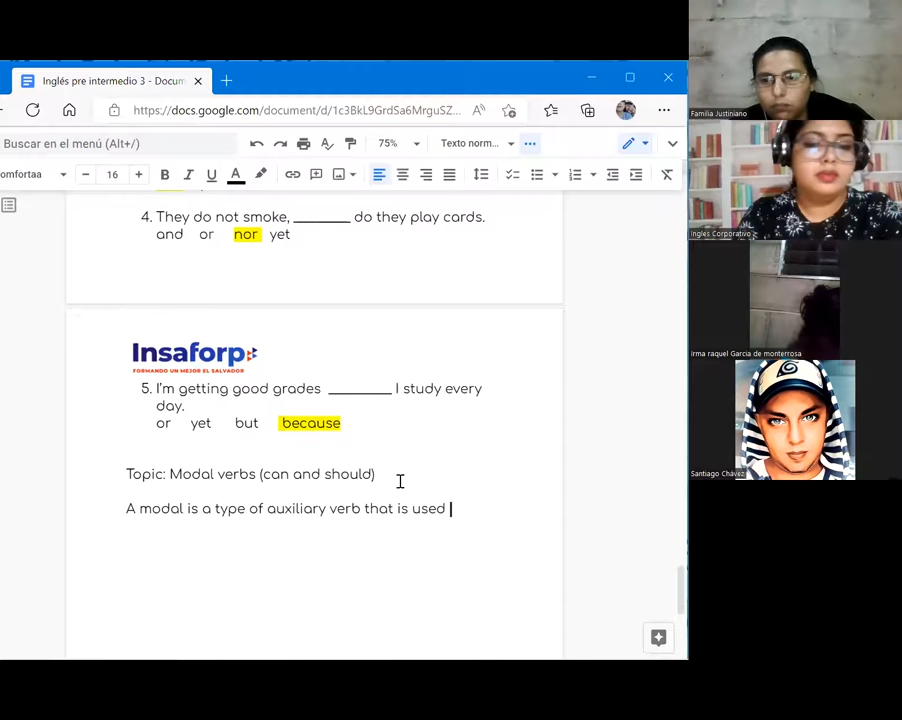 Inglés pre intermedio 3 - Docum
https://docs.google.com/document/d/1c3BkL9GrdSa6MrguSZ...
Buscar en el menú (Alt+/)
75%
Texto norm...
omfortaa
16
B I U A
4. They do not smoke, ________ do they play cards.
and or nor yet
Insaforp
FORMANDO UN MEJOR EL SALVADOR
5. I'm getting good grades _________ I study every
day.
or yet but because
Topic: Modal verbs (can and should)
A modal is a type of auxiliary verb that is used
Familia Justiniano
Ingles Corporativo
irma raquel Garcia de monterrosa
Santiago Chávez